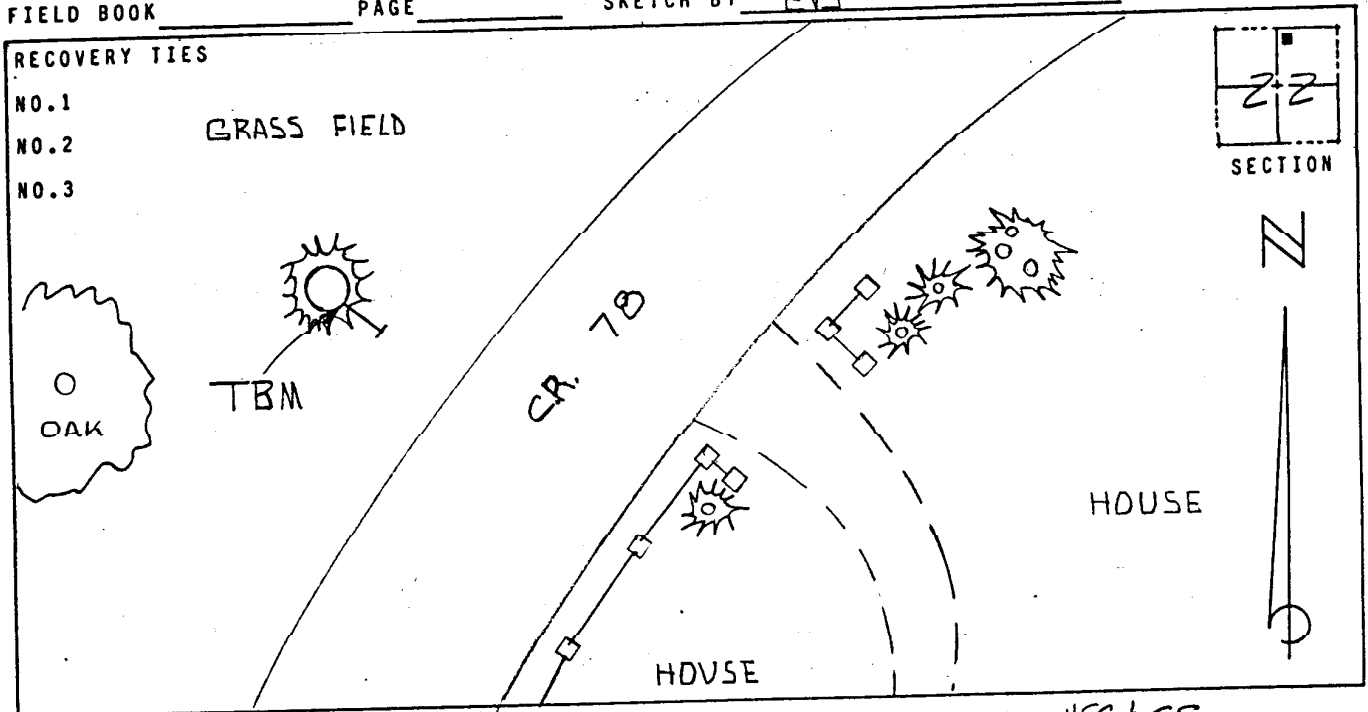 FIELD BOOK PAGE SKETCH BY
RECOVERY TIES
NO.1
NO.2
NO.3
GRASS FIELD
SECTION
N
TBM
OAK
C.R. 78
HOUSE
HOUSE